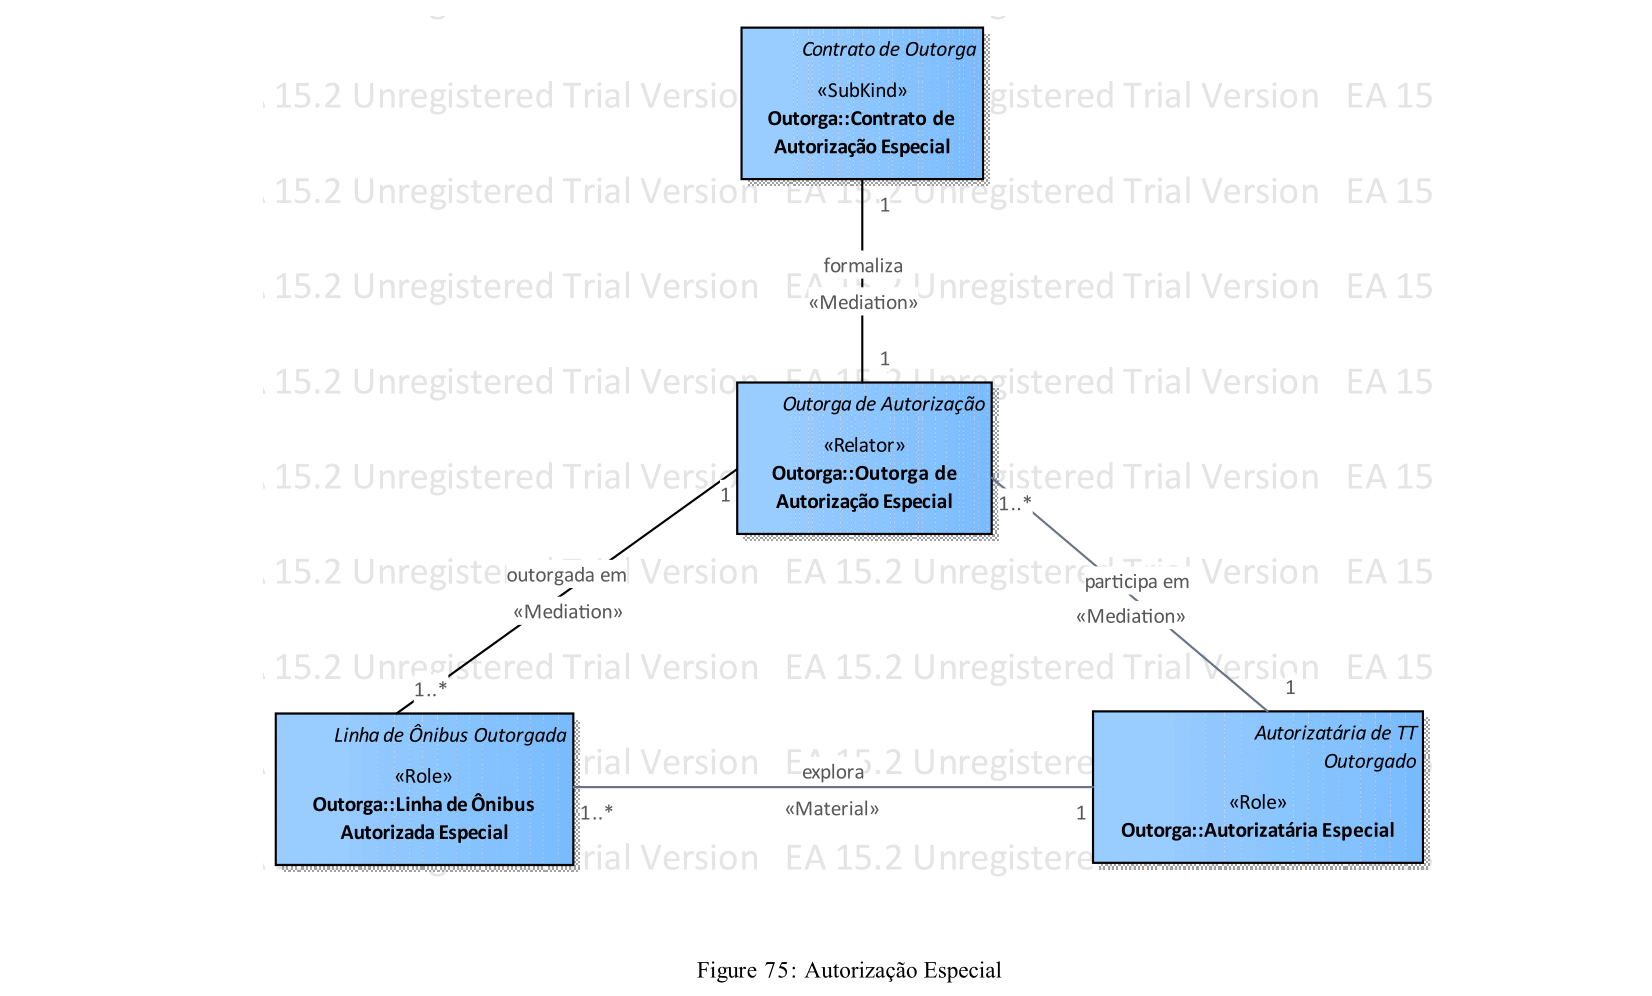 Contrato de Outorga
«SubKind»
Outorga::Contrato de
Autorização Especial
1
formaliza
«Mediation»
1
Outorga de Autorização
«Relator»
Outorga::Outorga de
Autorização Especial
1
1..*
outorgada em
«Mediation»
participa em
«Mediation»
1..*
1
Linha de Ônibus Outorgada
«Role»
Outorga::Linha de Ônibus
Autorizada Especial
explora
«Material»
1..*
1
Autorizatária de TT
Outorgado
«Role»
Outorga::Autorizatária Especial
15.2 Unregistered Trial Version EA 15.2 Unregistered Trial Version EA 15
Figure 75: Autorização Especial